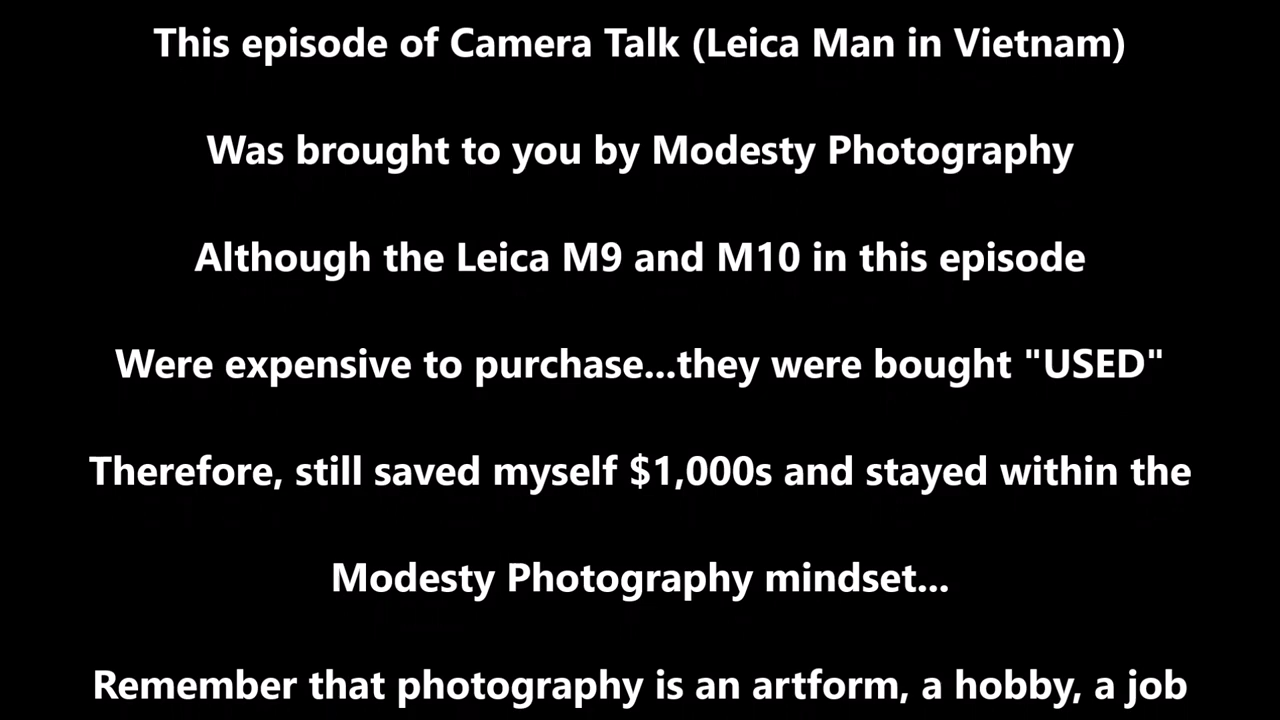 This episode of Camera Talk (Leica Man in Vietnam)
Was brought to you by Modesty Photography
Although the Leica M9 and M10 in this episode
Were expensive to purchase...they were bought "USED"
Therefore, still saved myself $1,000s and stayed within the
Modesty Photography mindset...
Remember that photography is an artform, a hobby, a job